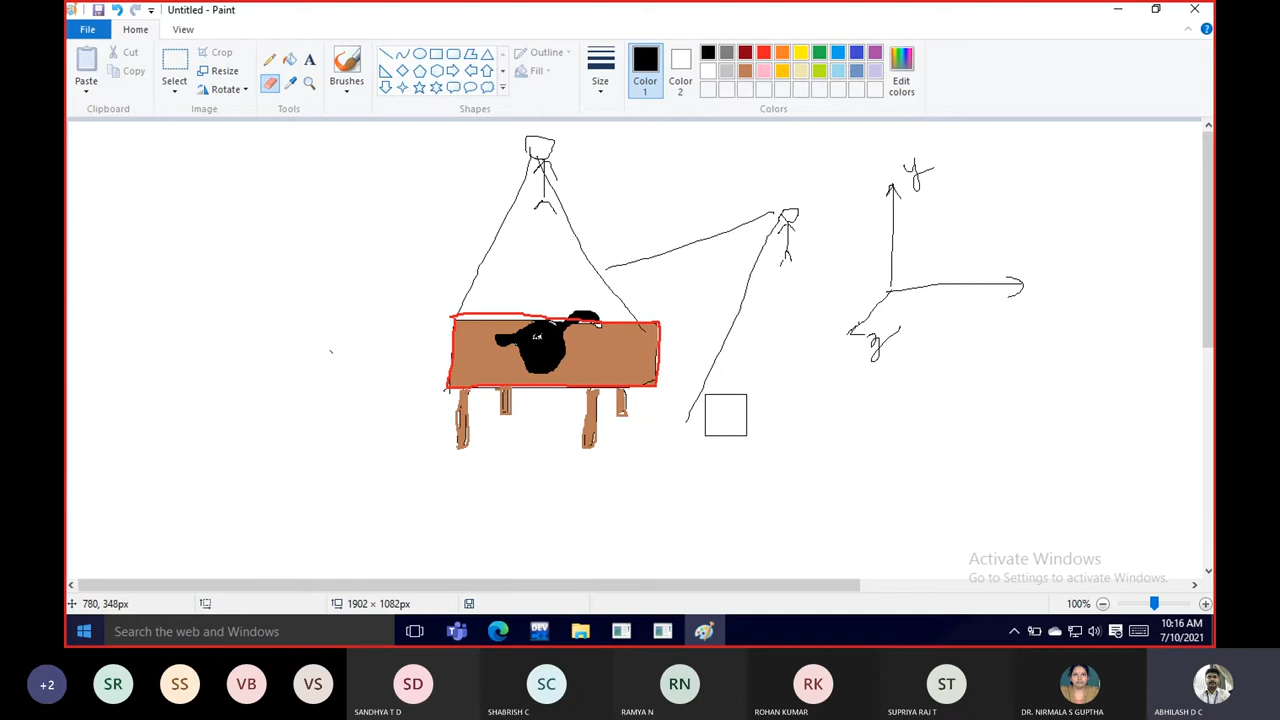 Untitled - Paint
File
Home
View
Paste
Cut
Copy
Clipboard
Select
Crop
Resize
Rotate
Image
A
Tools
Brushes
Outline
Fill
Shapes
Size
Color
1
Color
2
Edit
colors
Colors
y
Activate Windows
Go to Settings to activate Windows.
780, 348px
1902 × 1082px
100%
Search the web and Windows
10:16 AM
7/10/2021
+2
SR
SS
VB
VS
SD
SANDHYA T D
SC
SHABRISH C
RN
RAMYA N
RK
ROHAN KUMAR
ST
SUPRIYA RAJ T
DR. NIRMALA S GUPTHA
ABHILASH D C